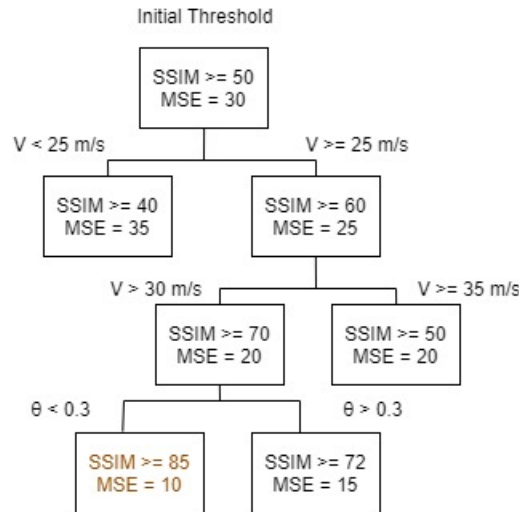 Initial Threshold
SSIM >= 50
MSE = 30
V < 25 m/s
V >= 25 m/s
SSIM >= 40
MSE = 35
SSIM >= 60
MSE = 25
V > 30 m/s
V >= 35 m/s
SSIM >= 70
MSE = 20
SSIM >= 50
MSE = 20
θ < 0.3
θ > 0.3
SSIM >= 85
MSE = 10
SSIM >= 72
MSE = 15